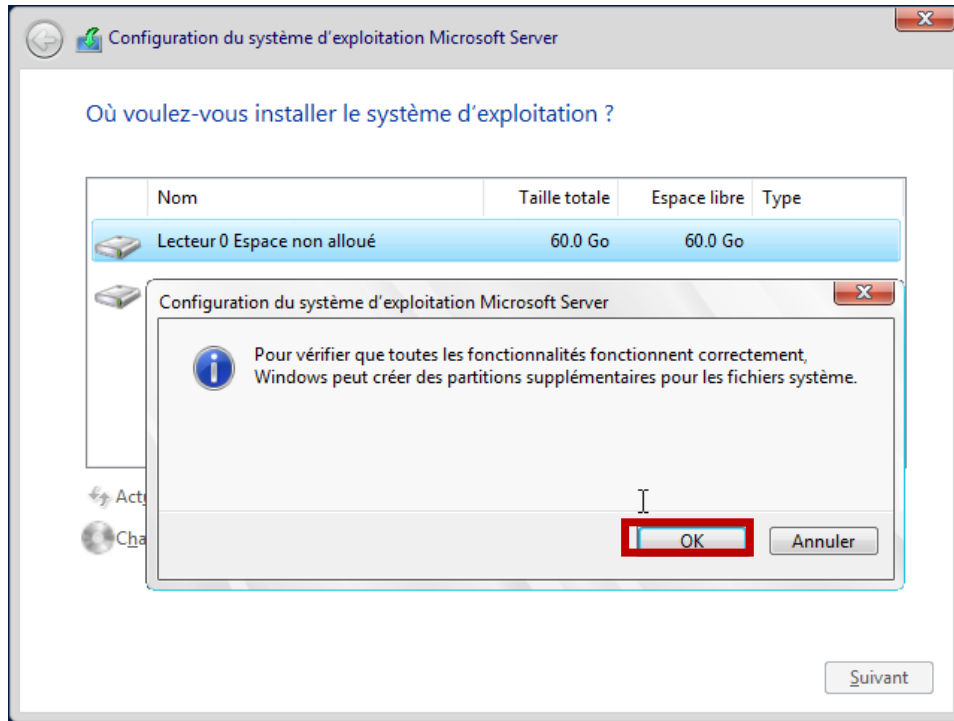 Configuration du système d'exploitation Microsoft Server
Où voulez-vous installer le système d'exploitation ?
Nom Taille totale Espace libre Type
Lecteur 0 Espace non alloué 60.0 Go 60.0 Go
Configuration du système d'exploitation Microsoft Server
Pour vérifier que toutes les fonctionnalités fonctionnent correctement,
Windows peut créer des partitions supplémentaires pour les fichiers système.
OK Annuler
Suivant